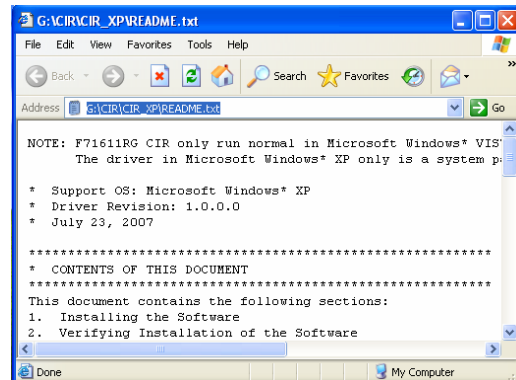 G:\CIR\CIR_XP\README.txt
File Edit View Favorites Tools Help
Back Search Favorites
Address G:\CIR\CIR_XP\README.txt Go
NOTE: F71611RG CIR only run normal in Microsoft Windows* VIS
The driver in Microsoft Windows* XP only is a system p
* Support OS: Microsoft Windows* XP
* Driver Revision: 1.0.0.0
* July 23, 2007
************************************************************
* CONTENTS OF THIS DOCUMENT
************************************************************
This document contains the following sections:
1. Installing the Software
2. Verifying Installation of the Software
Done My Computer